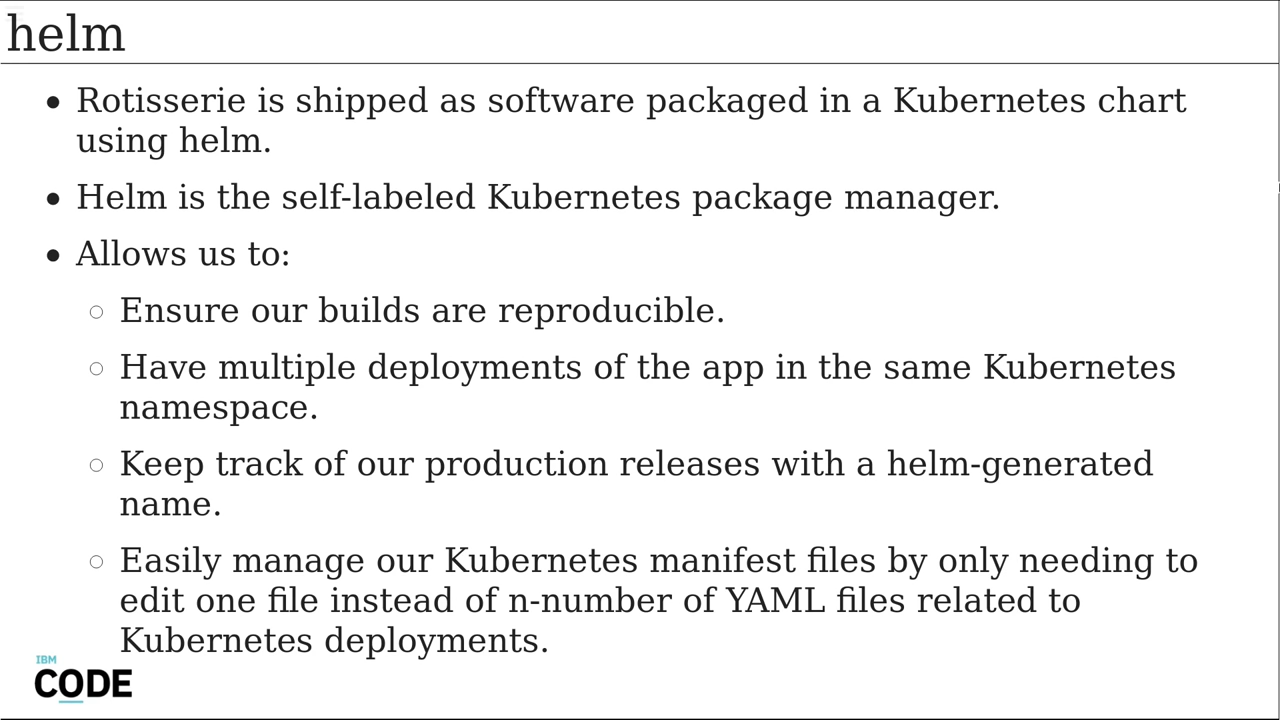 helm
• Rotisserie is shipped as software packaged in a Kubernetes chart
using helm.
• Helm is the self-labeled Kubernetes package manager.
• Allows us to:
○ Ensure our builds are reproducible.
○ Have multiple deployments of the app in the same Kubernetes
namespace.
○ Keep track of our production releases with a helm-generated
name.
○ Easily manage our Kubernetes manifest files by only needing to
edit one file instead of n-number of YAML files related to
Kubernetes deployments.
IBM
CODE